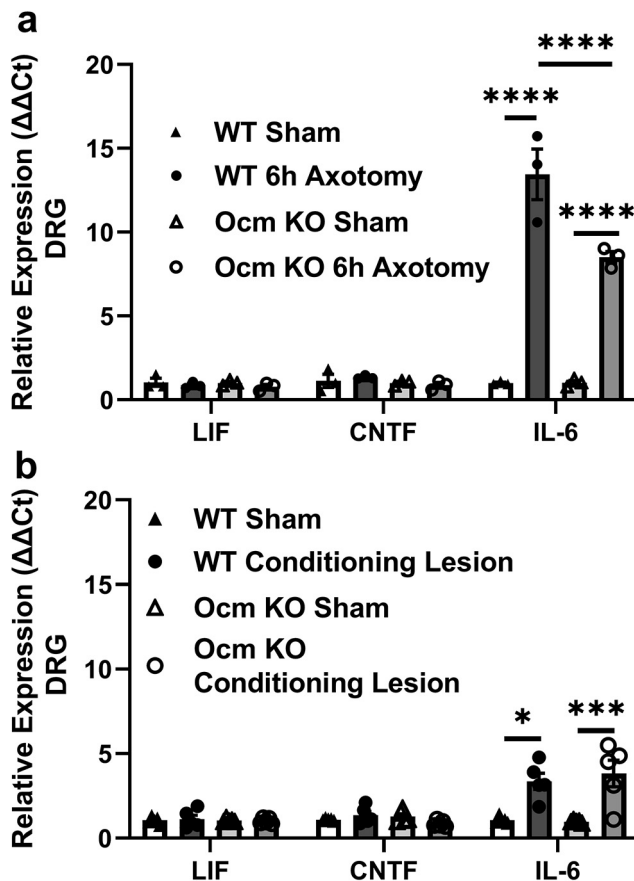 a
Relative Expression (ΔΔCt)
DRG
20
15
10
5
0
WT Sham
WT 6h Axotomy
Ocm KO Sham
Ocm KO 6h Axotomy
****
****
****
LIF CNTF IL-6
b
Relative Expression (ΔΔCt)
DRG
20
15
10
5
0
WT Sham
WT Conditioning Lesion
Ocm KO Sham
Ocm KO
Conditioning Lesion
*
***
LIF CNTF IL-6